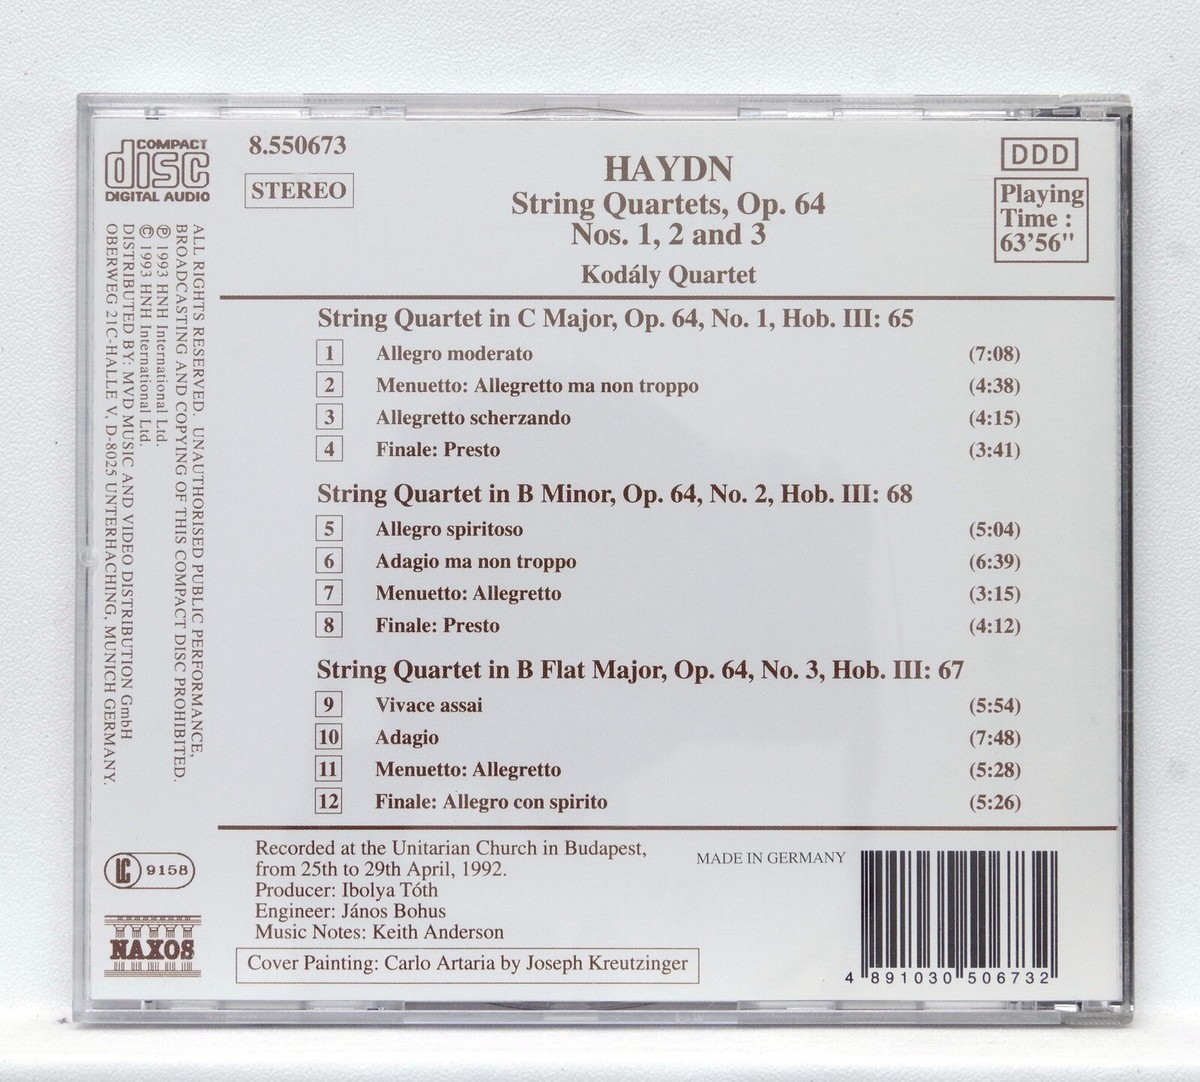 COMPACT
disc
DIGITAL AUDIO
8.550673
STEREO
HAYDN
String Quartets, Op. 64
Nos. 1, 2 and 3
Kodály Quartet
DDD
Playing
Time :
63'56"
String Quartet in C Major, Op. 64, No. 1, Hob. III: 65
1 Allegro moderato (7:08)
2 Menuetto: Allegretto ma non troppo (4:38)
3 Allegretto scherzando (4:15)
4 Finale: Presto (3:41)
String Quartet in B Minor, Op. 64, No. 2, Hob. III: 68
5 Allegro spiritoso (5:04)
6 Adagio ma non troppo (6:39)
7 Menuetto: Allegretto (3:15)
8 Finale: Presto (4:12)
String Quartet in B Flat Major, Op. 64, No. 3, Hob. III: 67
9 Vivace assai (5:54)
10 Adagio (7:48)
11 Menuetto: Allegretto (5:28)
12 Finale: Allegro con spirito (5:26)
ALL RIGHTS RESERVED. UNAUTHORISED PUBLIC PERFORMANCE,
BROADCASTING AND COPYING OF THIS COMPACT DISC PROHIBITED.
℗ 1993 HNH International Ltd.
© 1993 HNH International Ltd.
DISTRIBUTED BY: MVD MUSIC AND VIDEO DISTRIBUTION GmbH
OBERWEG 21C-HALLE V, D-8025 UNTERHACHING, MUNICH GERMANY.
LC 9158
NAXOS
Recorded at the Unitarian Church in Budapest,
from 25th to 29th April, 1992.
Producer: Ibolya Tóth
Engineer: János Bohus
Music Notes: Keith Anderson
Cover Painting: Carlo Artaria by Joseph Kreutzinger
MADE IN GERMANY
4 891030 506732